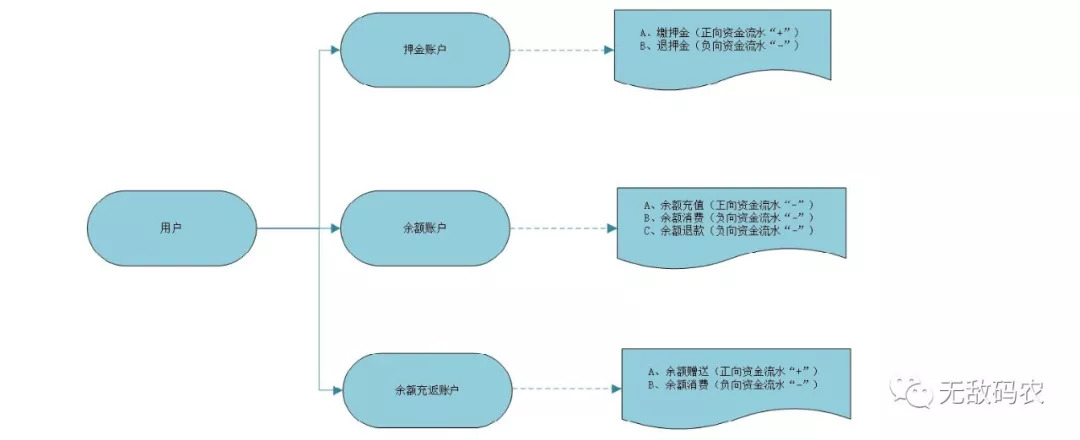 押金账户
A、缴押金（正向资金流水“+”）
B、退押金（负向资金流水“-”）
用户
余额账户
A、余额充值（正向资金流水“-”）
B、余额消费（负向资金流水“-”）
C、余额退款（负向资金流水“-”）
余额充返账户
A、余额赠送（正向资金流水“+”）
B、余额消费（负向资金流水“-”）
无敌码农